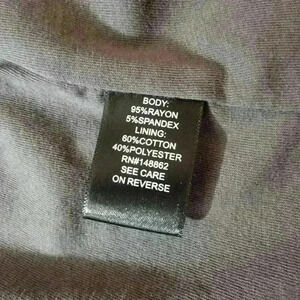 BODY:
95%RAYON
5%SPANDEX
LINING:
60%COTTON
40%POLYESTER
RN#148862
SEE CARE
ON REVERSE